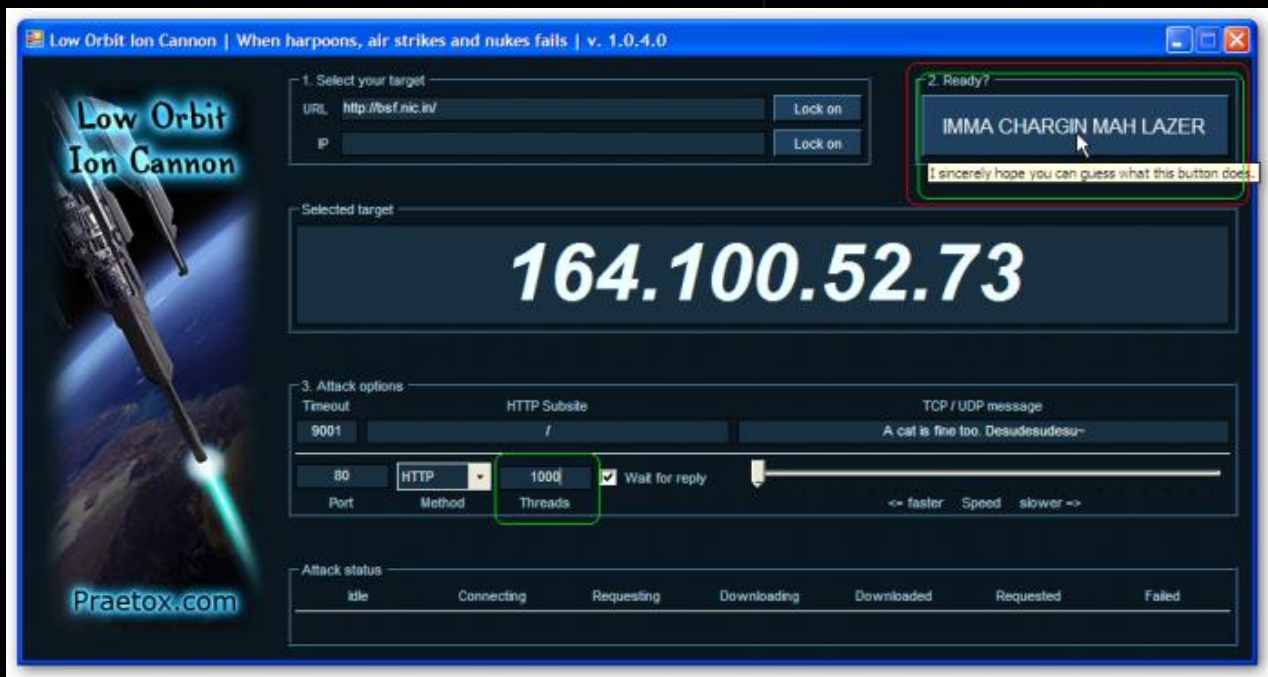 Low Orbit Ion Cannon | When harpoons, air strikes and nukes fails | v. 1.0.4.0
Low Orbit
Ion Cannon
1. Select your target
URL http://bsf.nic.in/ Lock on
IP Lock on
2. Ready?
IMMA CHARGIN MAH LAZER
I sincerely hope you can guess what this button does.
Selected target
164.100.52.73
3. Attack options
Timeout HTTP Subsite TCP / UDP message
9001 / A cat is fine too. Desudesudesu~
80 HTTP 1000 Wait for reply
Port Method Threads <= faster Speed slower =>
Attack status
Idle Connecting Requesting Downloading Downloaded Requested Failed
Praetox.com